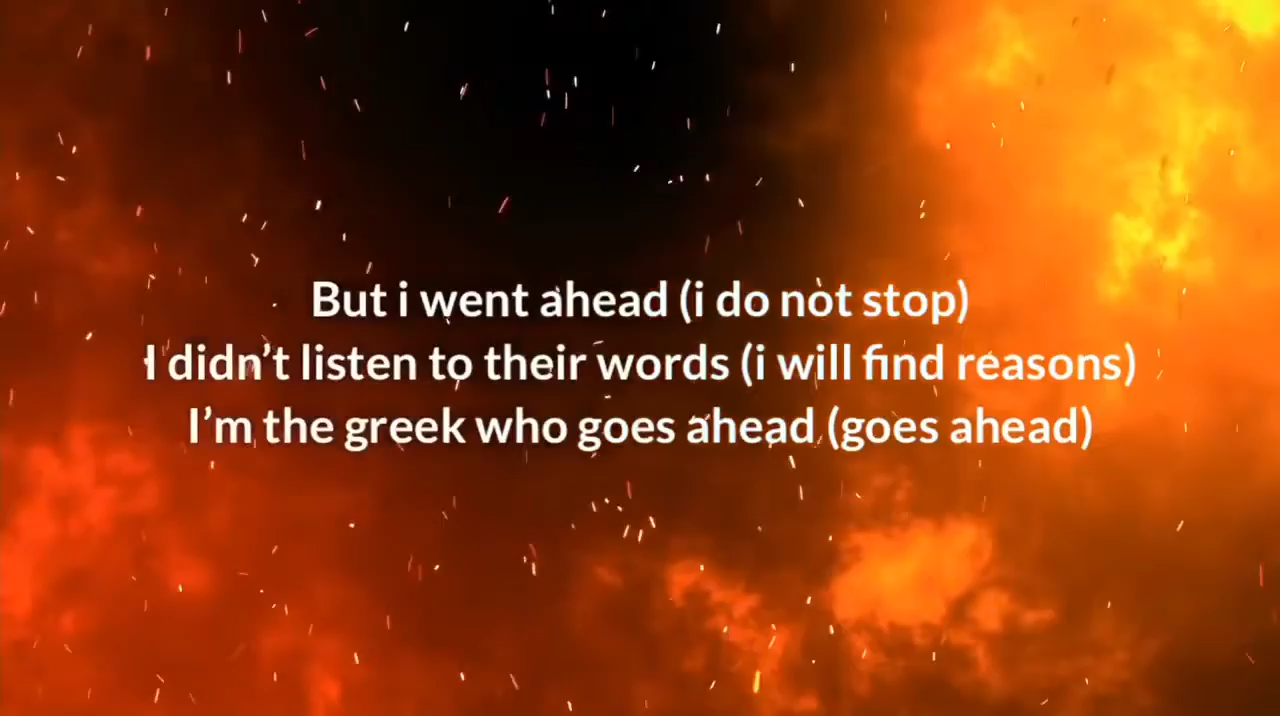 But i went ahead (i do not stop)
I didn’t listen to their words (i will find reasons)
I’m the greek who goes ahead (goes ahead)